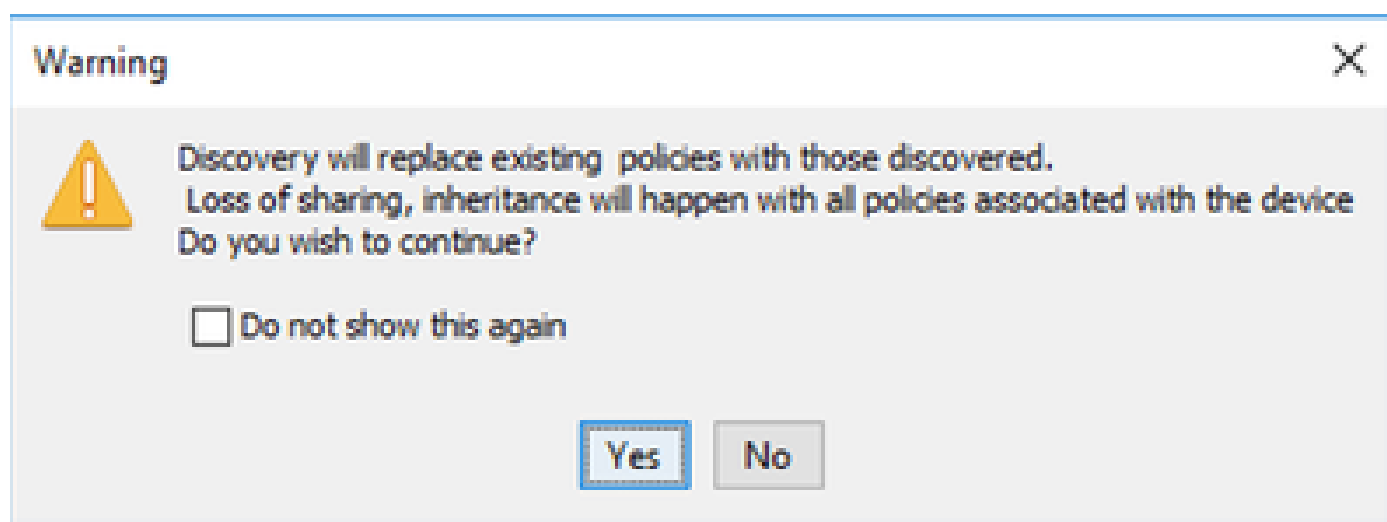 Warning
Discovery will replace existing policies with those discovered.
Loss of sharing, inheritance will happen with all policies associated with the device
Do you wish to continue?
Do not show this again
Yes No